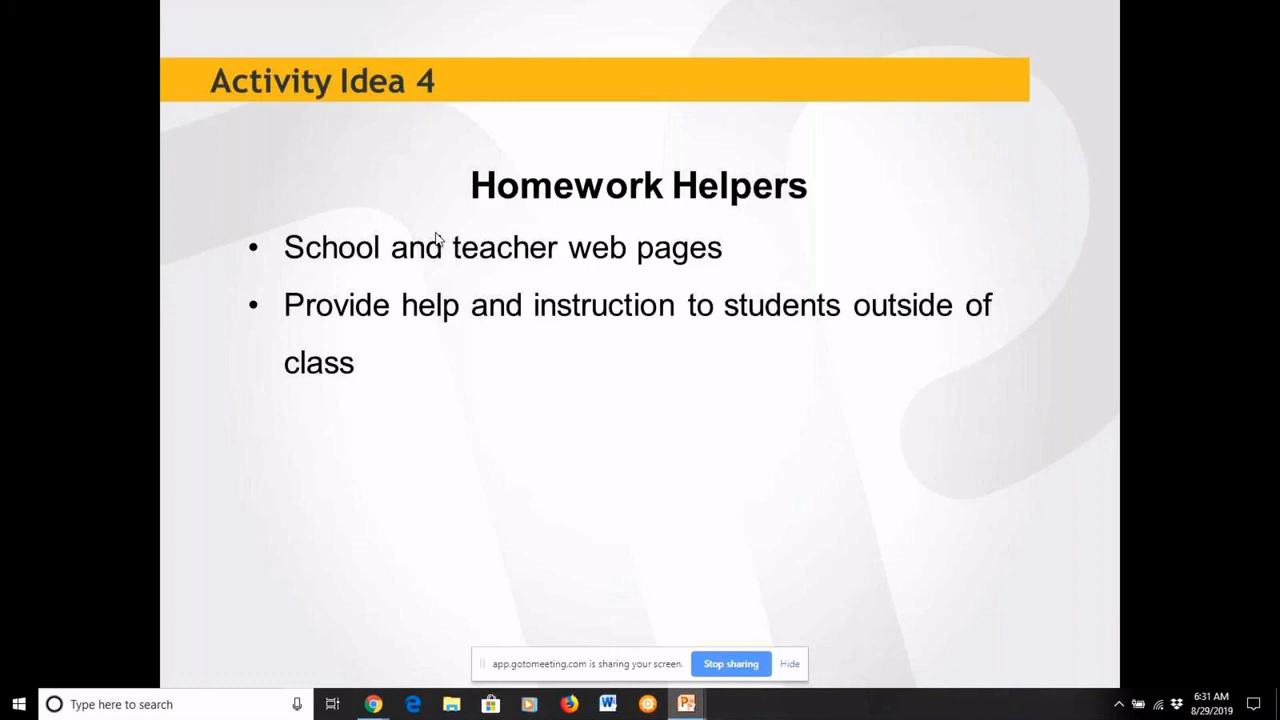 Activity Idea 4
Homework Helpers
• School and teacher web pages
• Provide help and instruction to students outside of
class
app.gotomeeting.com is sharing your screen.
Stop sharing
Hide
Type here to search
6:31 AM
8/29/2019